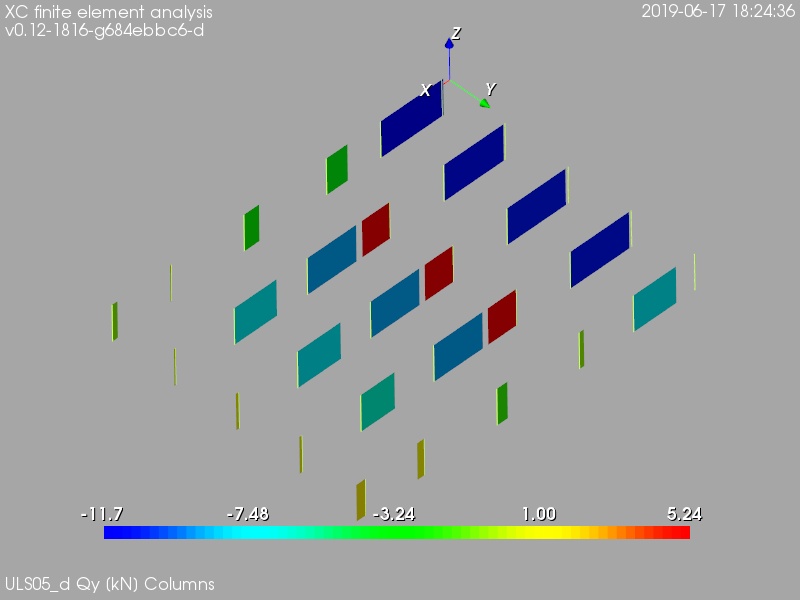 XC finite element analysis
2019-06-17 18:24:36
v0.12-1816-g684ebbc6-d
Z
X
Y
-11.7 -7.48 -3.24 1.00 5.24
ULS05_d Qy (kN) Columns